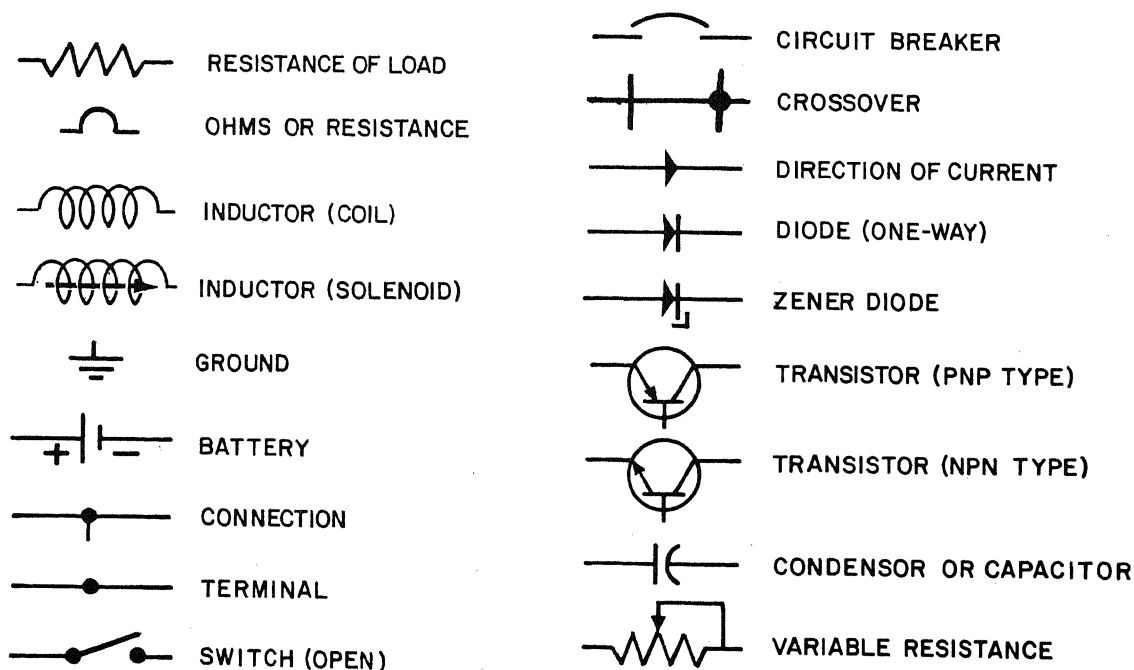 RESISTANCE OF LOAD
OHMS OR RESISTANCE
INDUCTOR (COIL)
INDUCTOR (SOLENOID)
GROUND
+ − BATTERY
CONNECTION
TERMINAL
SWITCH (OPEN)
CIRCUIT BREAKER
CROSSOVER
DIRECTION OF CURRENT
DIODE (ONE-WAY)
ZENER DIODE
TRANSISTOR (PNP TYPE)
TRANSISTOR (NPN TYPE)
CONDENSOR OR CAPACITOR
VARIABLE RESISTANCE